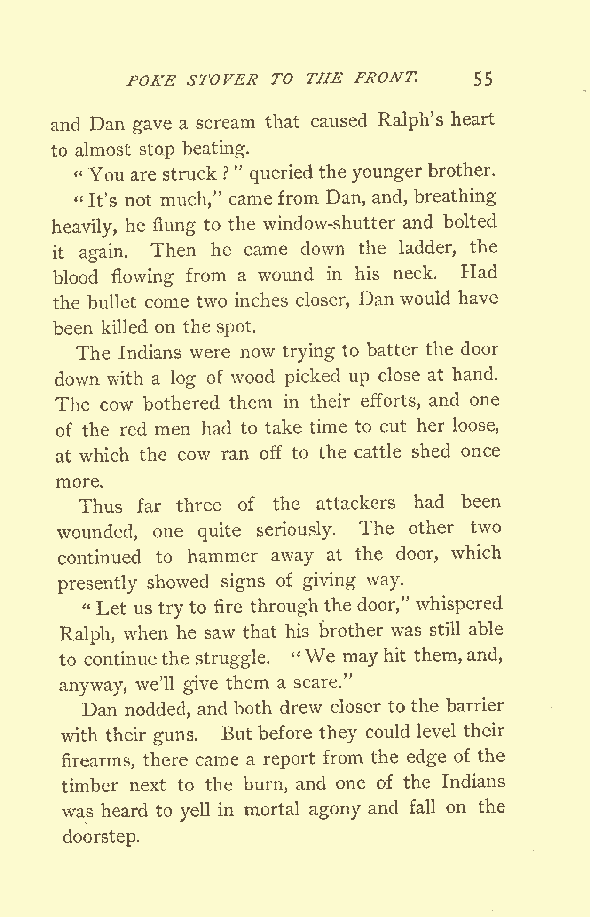 POKE STOVER TO THE FRONT. 55
and Dan gave a scream that caused Ralph's heart
to almost stop beating.
"You are struck?" queried the younger brother.
"It's not much," came from Dan, and, breathing
heavily, he flung to the window-shutter and bolted
it again. Then he came down the ladder, the
blood flowing from a wound in his neck. Had
the bullet come two inches closer, Dan would have
been killed on the spot.
The Indians were now trying to batter the door
down with a log of wood picked up close at hand.
The cow bothered them in their efforts, and one
of the red men had to take time to cut her loose,
at which the cow ran off to the cattle shed once
more.
Thus far three of the attackers had been
wounded, one quite seriously. The other two
continued to hammer away at the door, which
presently showed signs of giving way.
"Let us try to fire through the door," whispered
Ralph, when he saw that his brother was still able
to continue the struggle. "We may hit them, and,
anyway, we'll give them a scare."
Dan nodded, and both drew closer to the barrier
with their guns. But before they could level their
firearms, there came a report from the edge of the
timber next to the burn, and one of the Indians
was heard to yell in mortal agony and fall on the
doorstep.